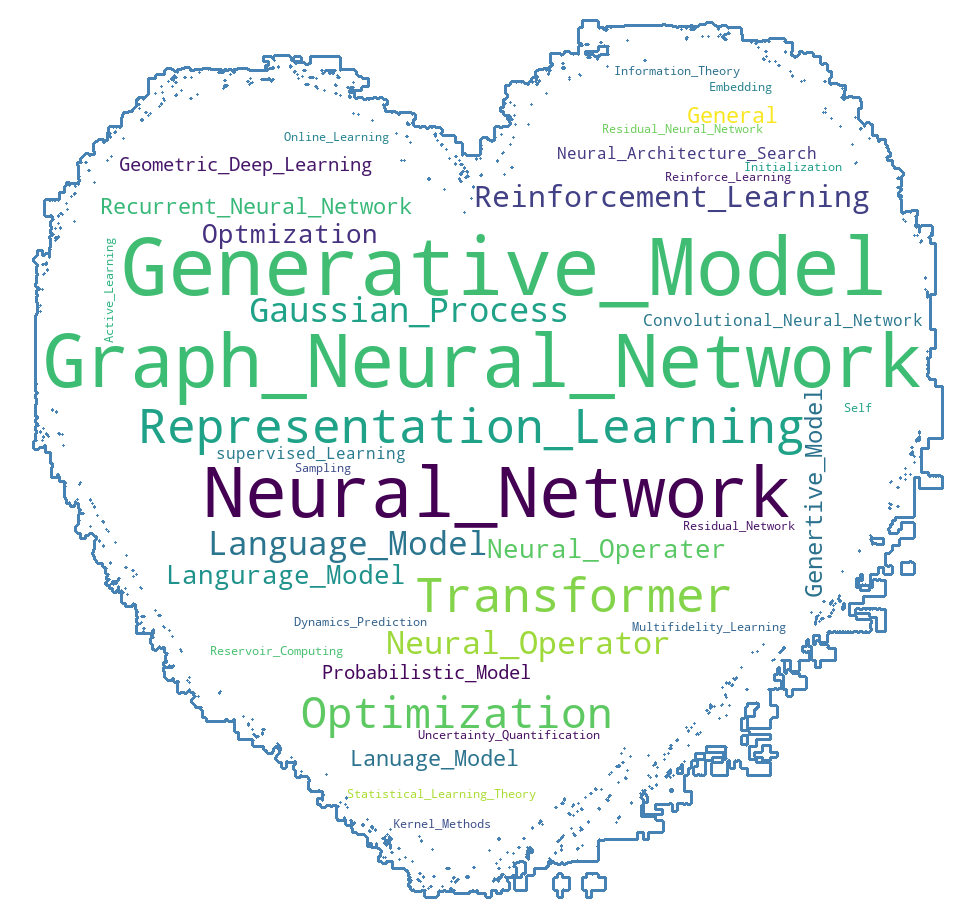 Information_Theory
Embedding
General
Residual_Neural_Network
Online_Learning
Neural_Architecture_Search
Geometric_Deep_Learning
Initialization
Reinforce_Learning
Reinforcement_Learning
Recurrent_Neural_Network
Optmization
Generative_Model
Active_Learning
Gaussian_Process
Convolutional_Neural_Network
Graph_Neural_Network
Self
Representation_Learning
supervised_Learning
Sampling
Genertive_Model
Neural_Network
Residual_Network
Language_Model
Neural_Operater
Langurage_Model
Transformer
Dynamics_Prediction
Multifidelity_Learning
Neural_Operator
Reservoir_Computing
Probabilistic_Model
Optimization
Uncertainty_Quantification
Lanuage_Model
Statistical_Learning_Theory
Kernel_Methods